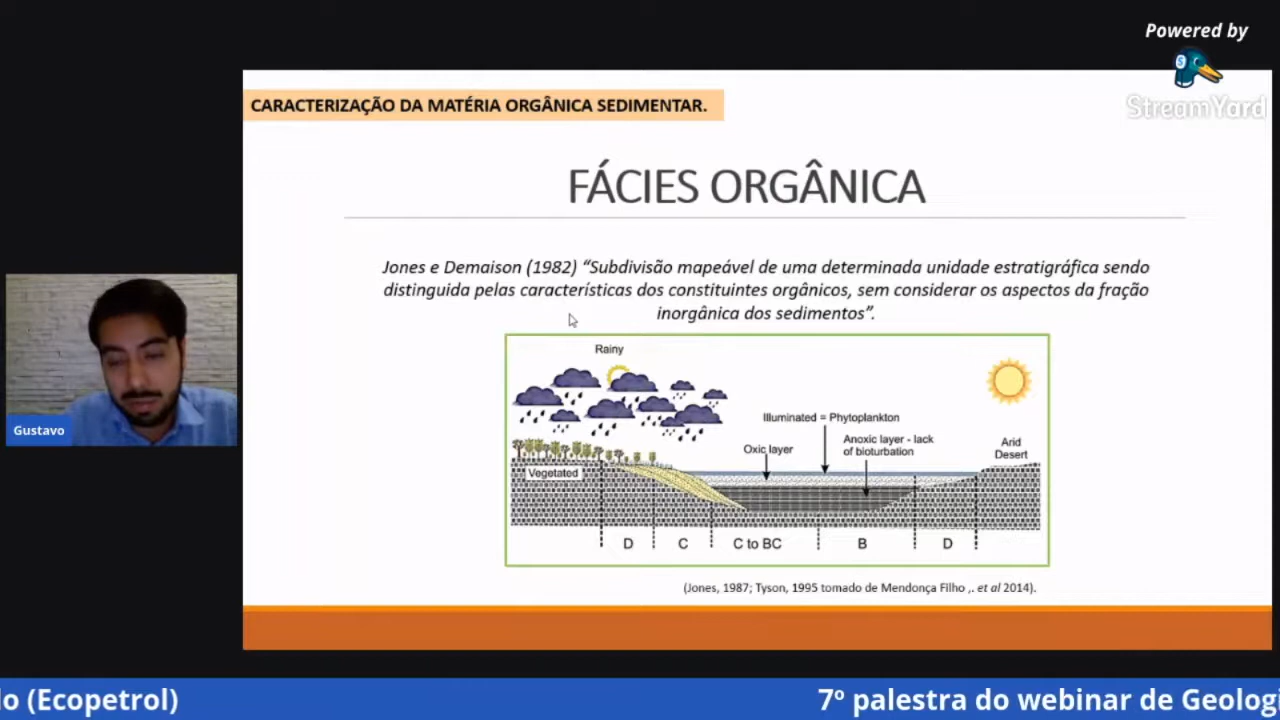 Powered by
StreamYard
CARACTERIZAÇÃO DA MATÉRIA ORGÂNICA SEDIMENTAR.
FÁCIES ORGÂNICA
Jones e Demaison (1982) “Subdivisão mapeável de uma determinada unidade estratigráfica sendo
distinguida pelas características dos constituintes orgânicos, sem considerar os aspectos da fração
inorgânica dos sedimentos”.
Rainy
Illuminated = Phytoplankton
Oxic layer
Anoxic layer - lack
of bioturbation
Arid
Desert
Vegetated
D
C
C to BC
B
D
(Jones, 1987; Tyson, 1995 tomado de Mendonça Filho ,. et al 2014).
Gustavo
lo (Ecopetrol)
7º palestra do webinar de Geologi